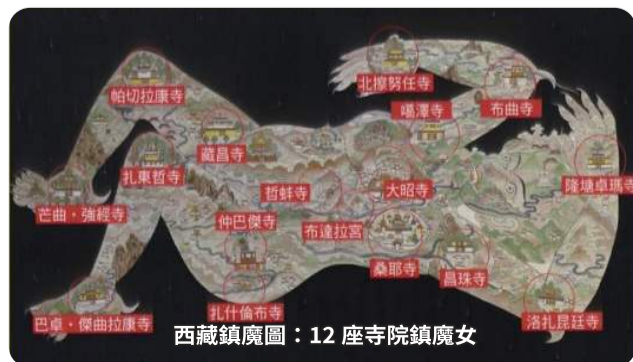 北擦努任寺
帕切拉康寺
噶澤寺
布曲寺
藏昌寺
扎東哲寺
哲蚌寺
大昭寺
隆塘卓瑪寺
芒曲·強經寺
仲巴傑寺
布達拉宮
桑耶寺
昌珠寺
扎什倫布寺
巴卓·傑曲拉康寺
洛扎昆廷寺
西藏鎮魔圖：12 座寺院鎮魔女